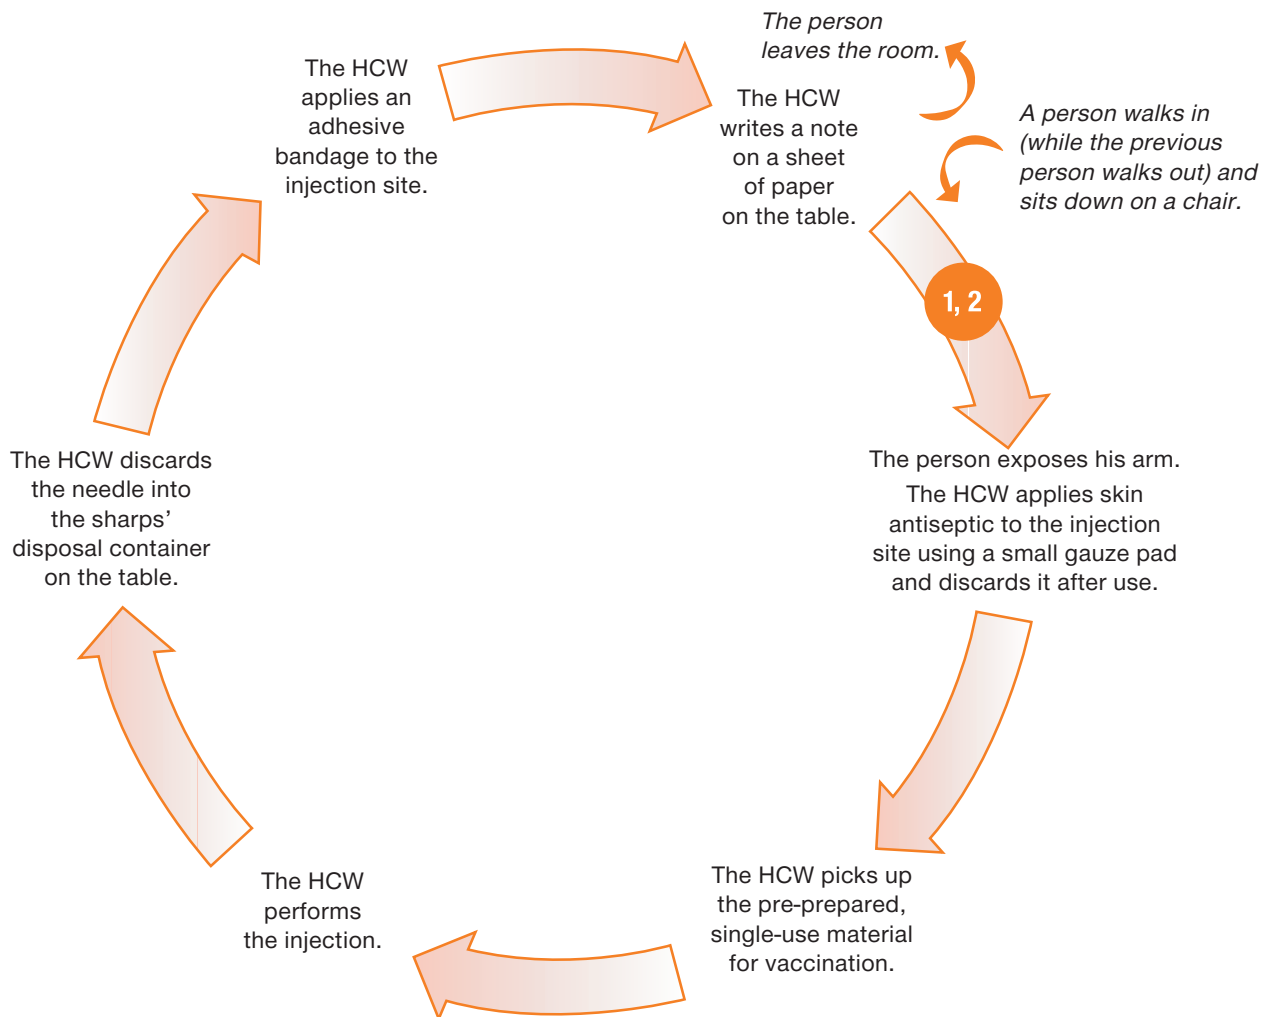 The person
leaves the room.
The HCW
applies an
adhesive
bandage to the
injection site.
The HCW
writes a note
on a sheet
of paper
on the table.
A person walks in
(while the previous
person walks out) and
sits down on a chair.
1, 2
The person exposes his arm.
The HCW applies skin
antiseptic to the injection
site using a small gauze pad
and discards it after use.
The HCW picks up
the pre-prepared,
single-use material
for vaccination.
The HCW
performs
the injection.
The HCW discards
the needle into
the sharps’
disposal container
on the table.